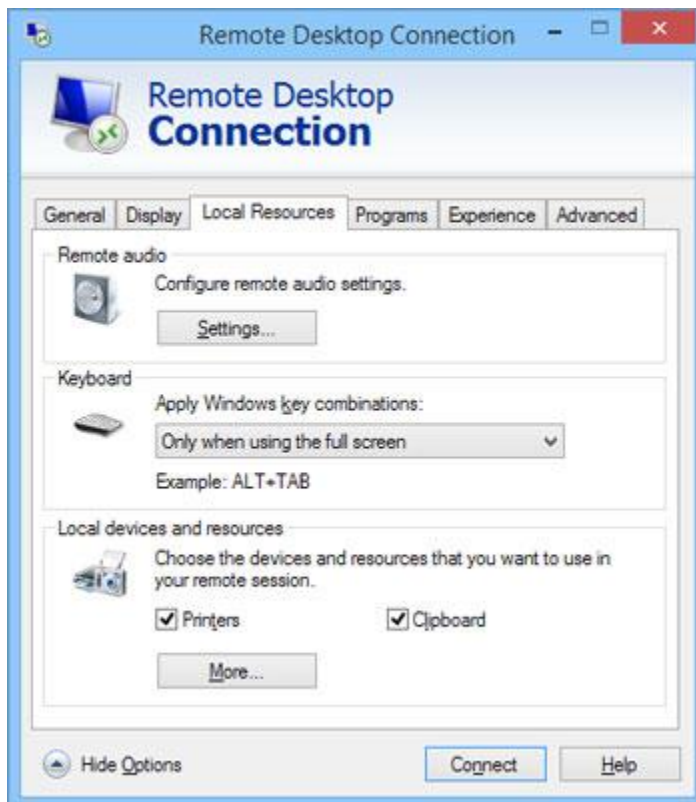 Remote Desktop Connection
Remote Desktop
Connection
General Display Local Resources Programs Experience Advanced
Remote audio
Configure remote audio settings.
Settings...
Keyboard
Apply Windows key combinations:
Only when using the full screen
Example: ALT+TAB
Local devices and resources
Choose the devices and resources that you want to use in
your remote session.
Printers Clipboard
More...
Hide Options Connect Help